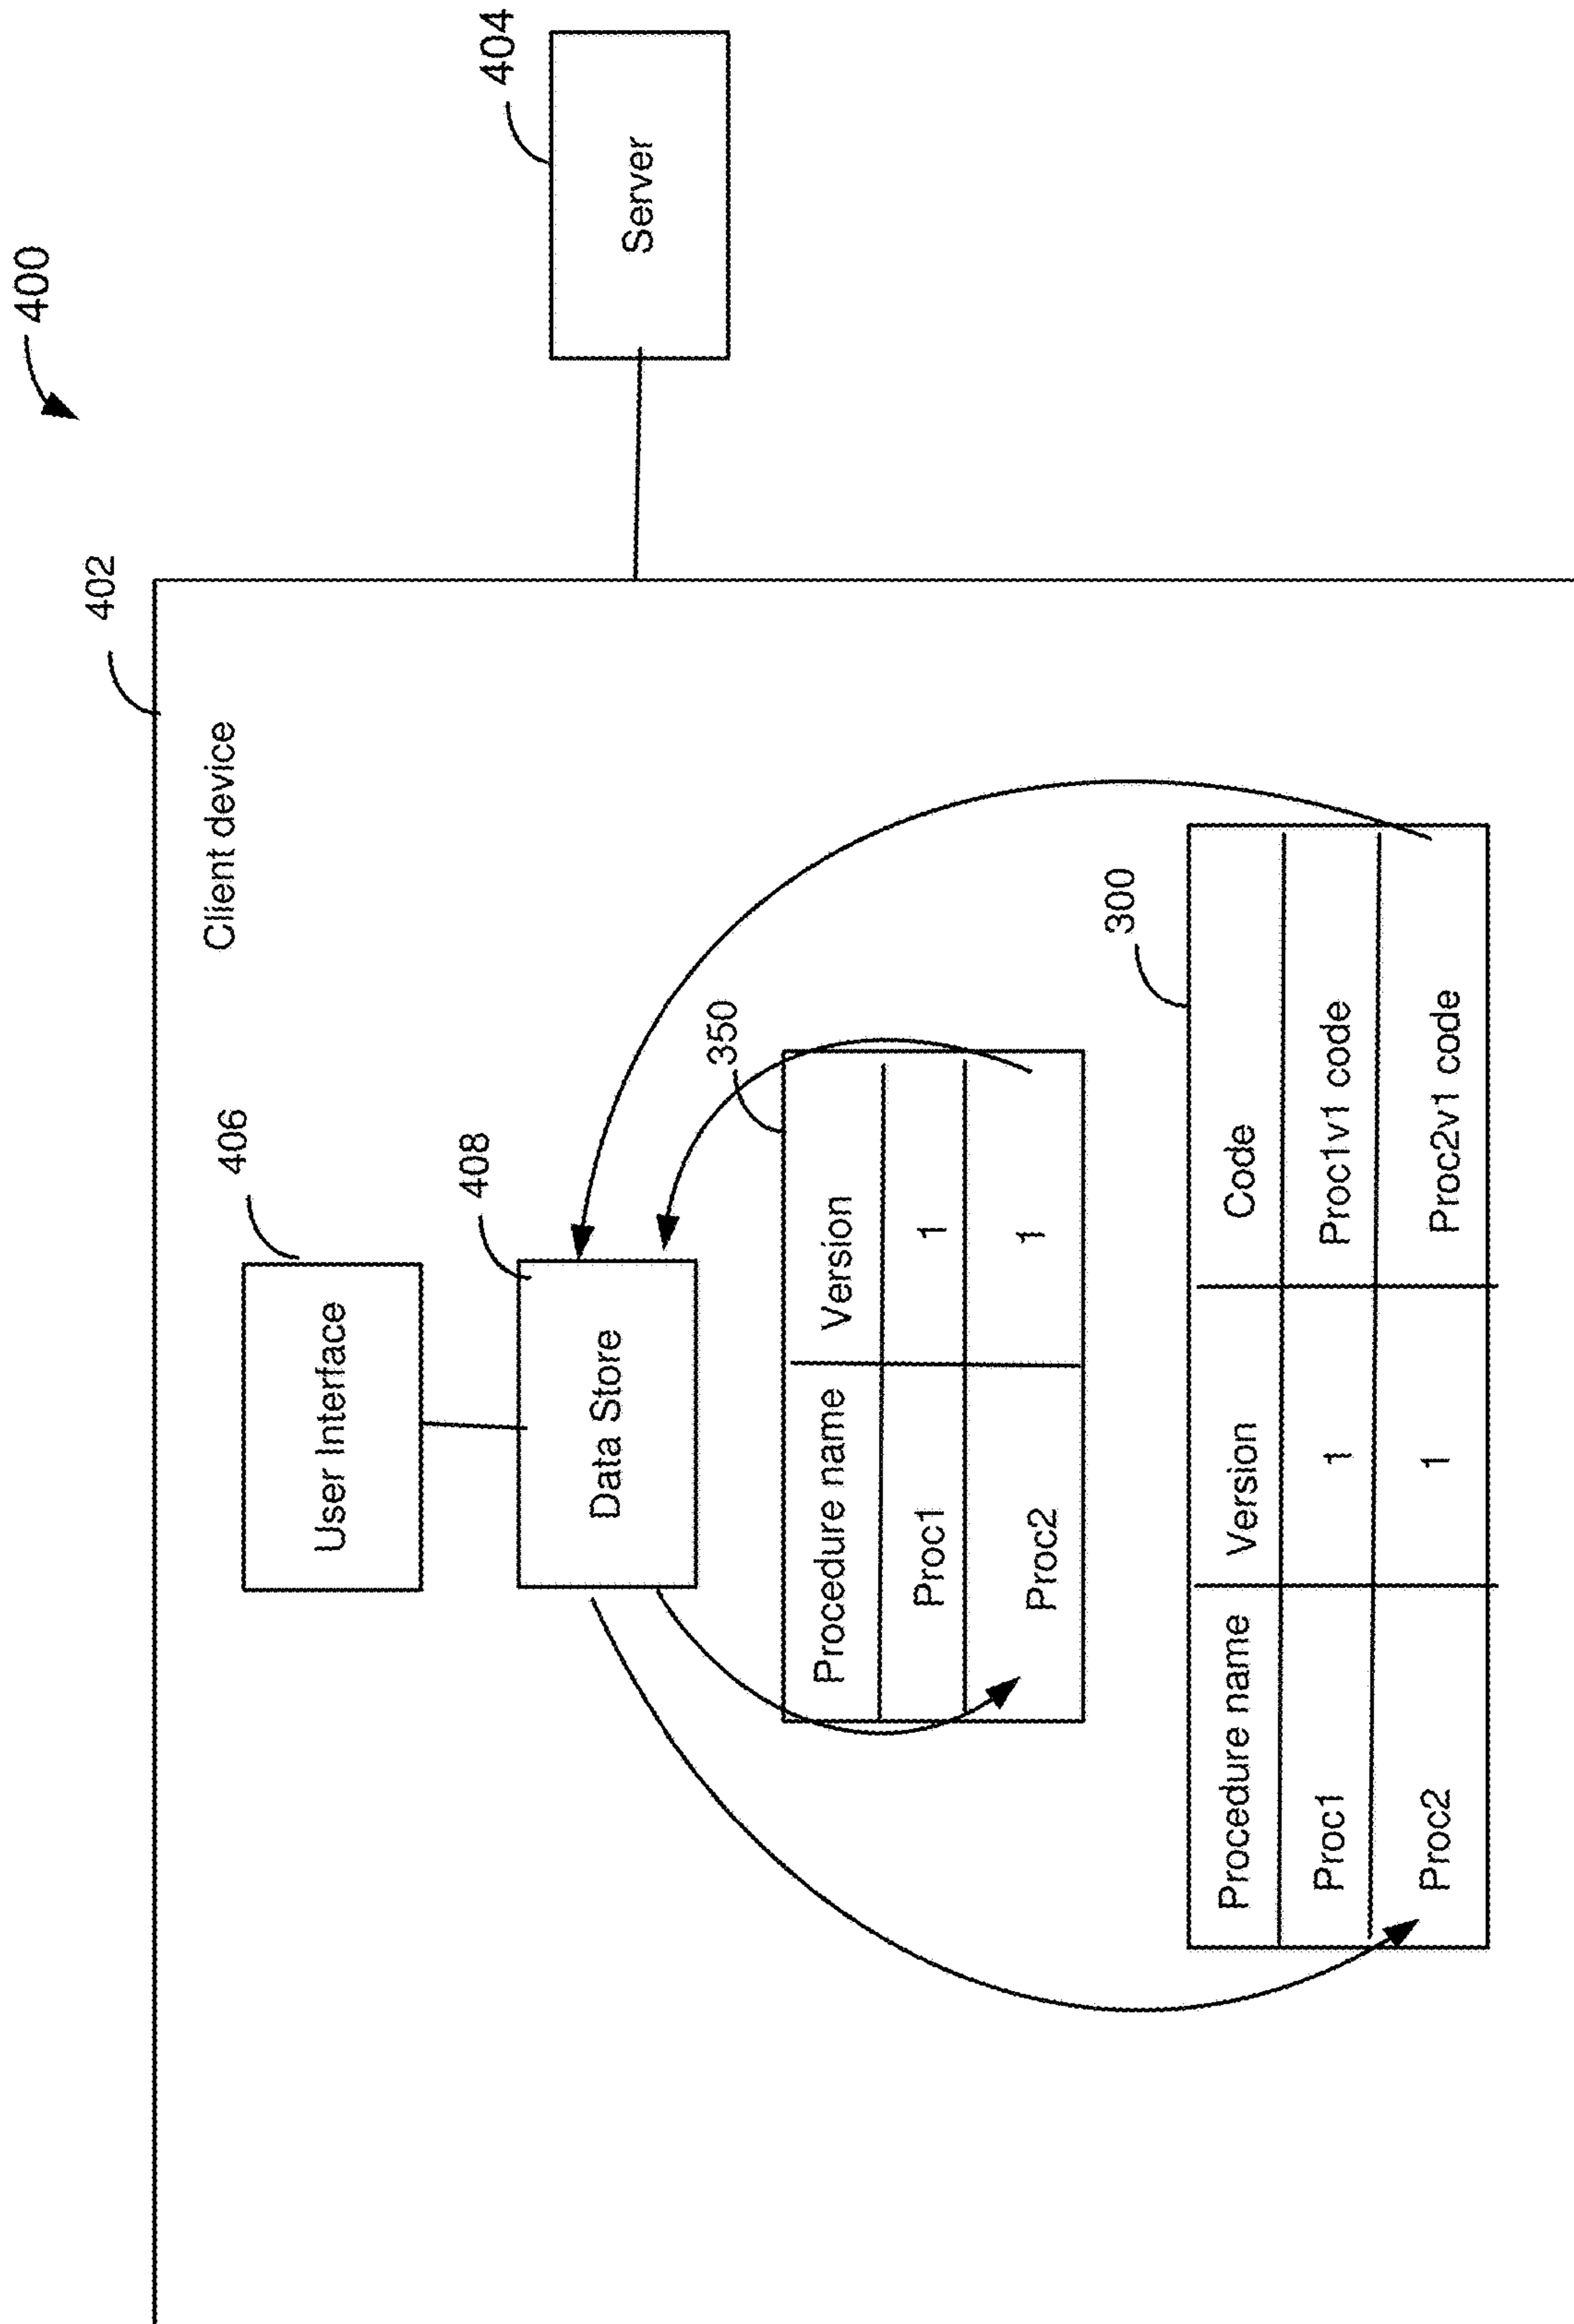 400
402
Client device
404
Server
406
User Interface
408
Data Store
350
Procedure name Version
Proc1 1
Proc2 1
300
Procedure name Version Code
Proc1 1 Proc1v1 code
Proc2 1 Proc2v1 code